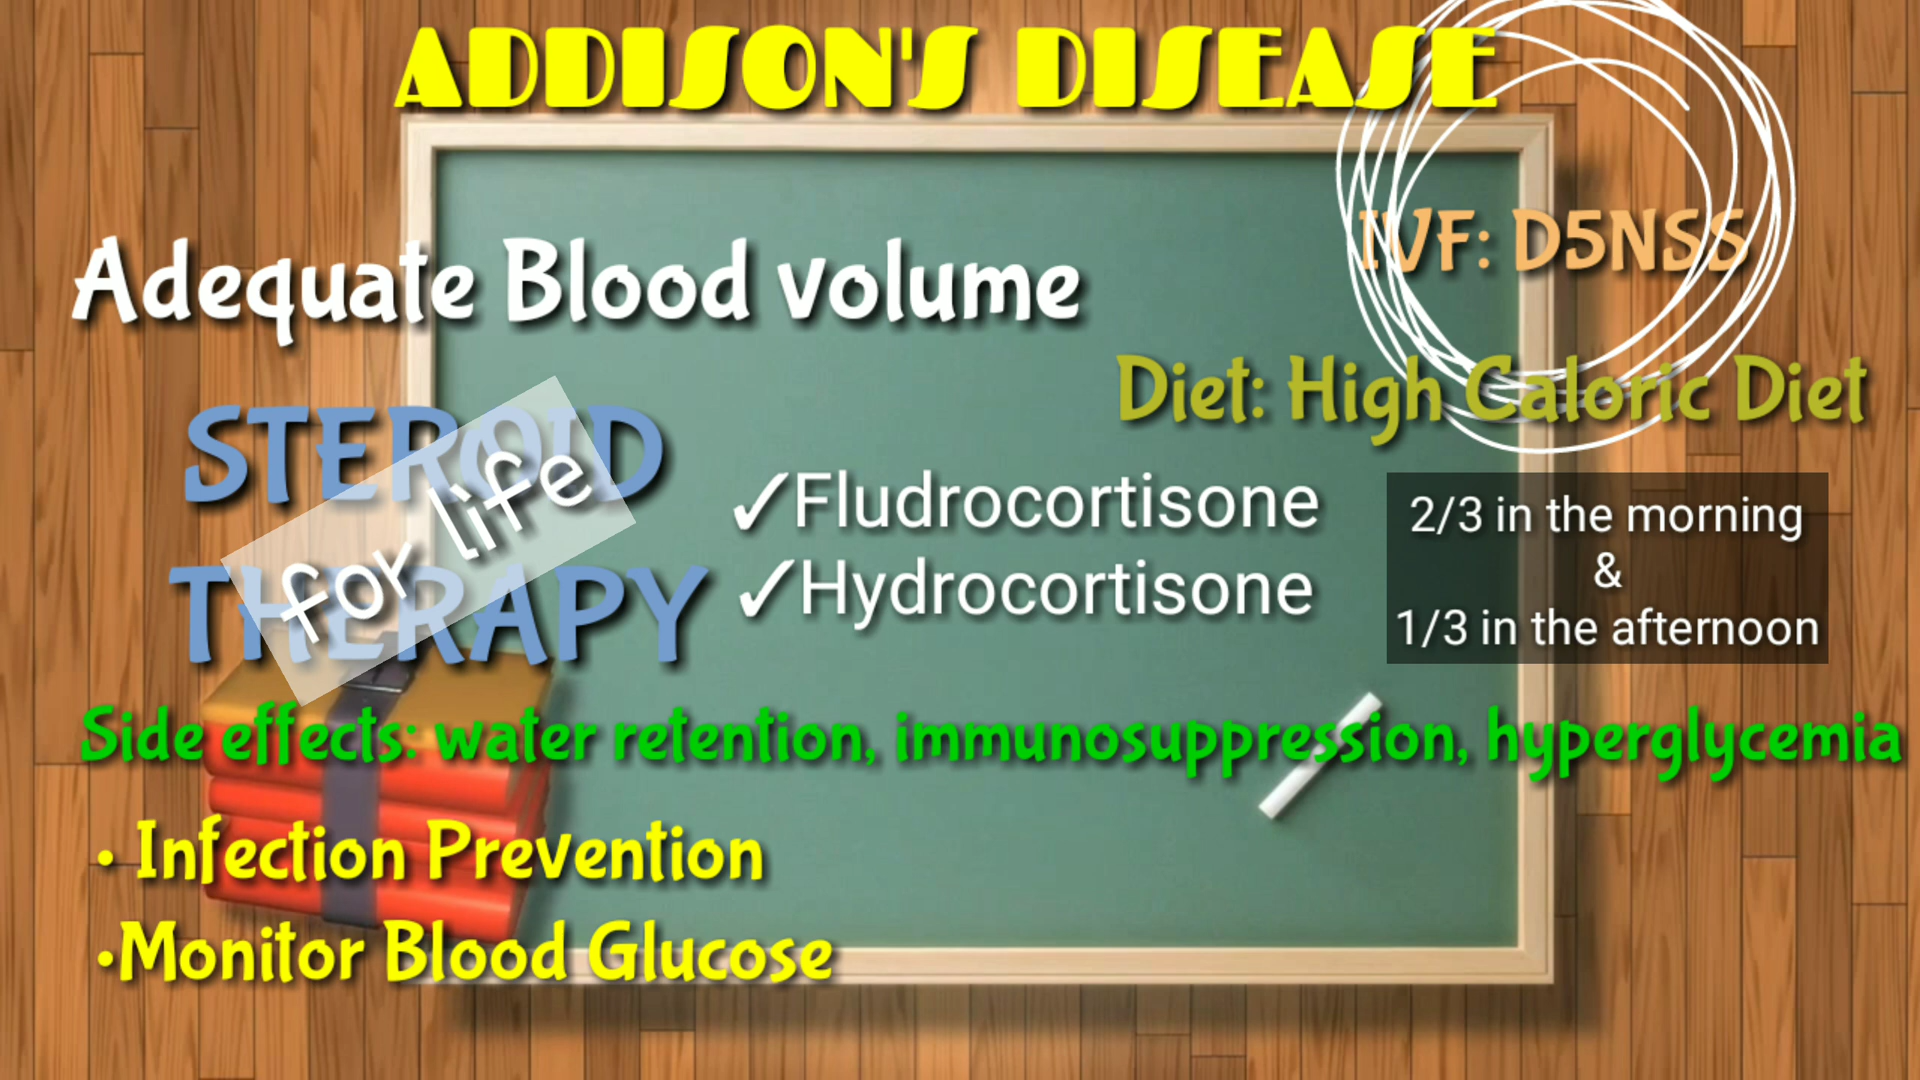 ADDISON'S DISEASE
IVF: D5NSS
Adequate Blood volume
Diet: High Caloric Diet
STEROID
THERAPY
for life
✓Fludrocortisone
✓Hydrocortisone
2/3 in the morning
&
1/3 in the afternoon
Side effects: water retention, immunosuppression, hyperglycemia
• Infection Prevention
•Monitor Blood Glucose